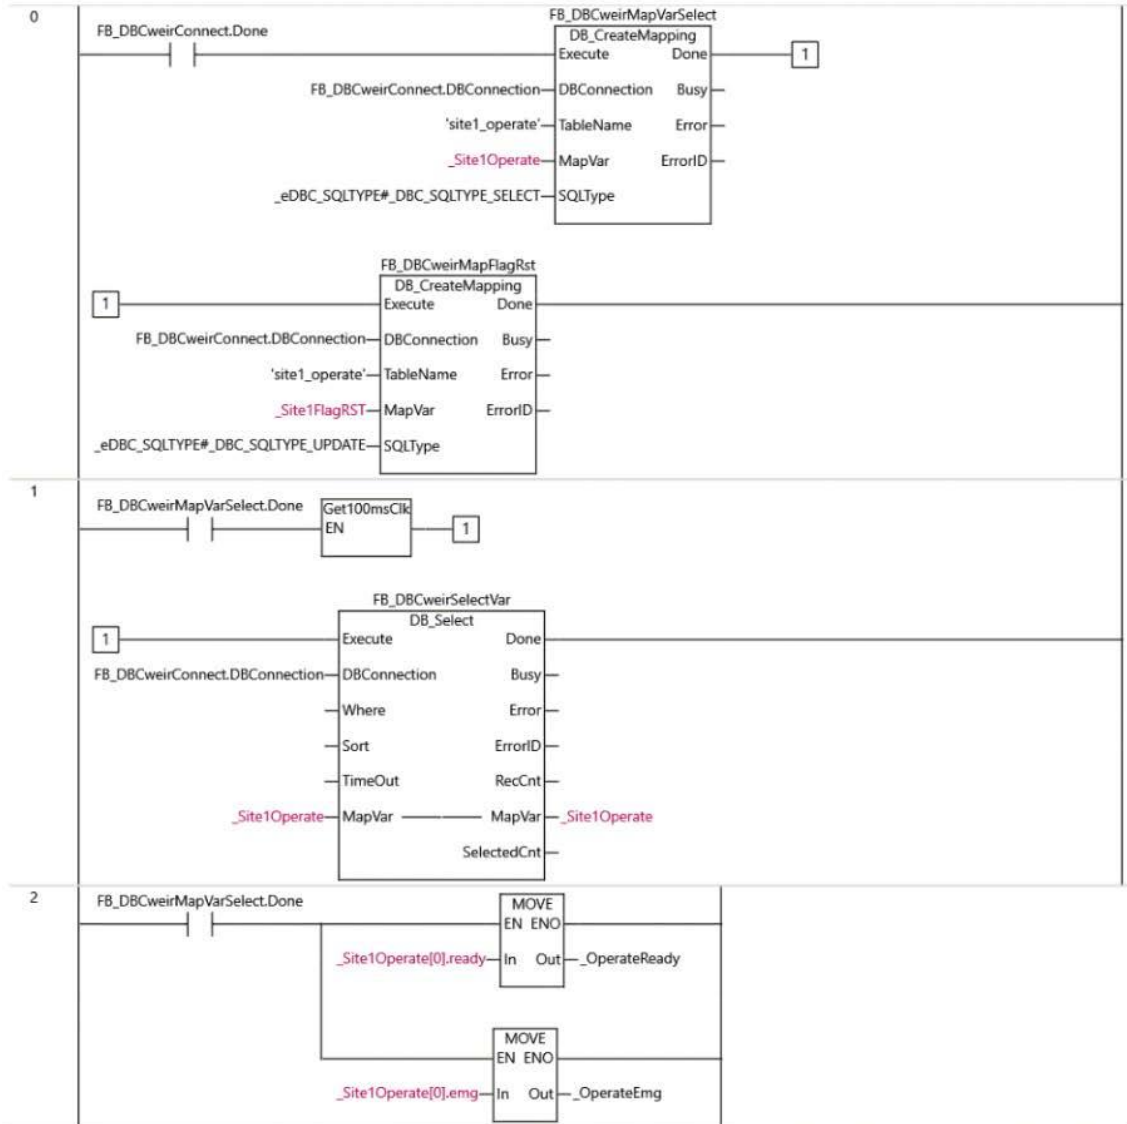 0
FB_DBCweirConnect.Done
FB_DBCweirMapVarSelect
DB_CreateMapping
Execute Done
1
FB_DBCweirConnect.DBConnection DBConnection Busy
'site1_operate' TableName Error
_Site1Operate MapVar ErrorID
_eDBC_SQLTYPE#_DBC_SQLTYPE_SELECT SQLType
FB_DBCweirMapFlagRst
DB_CreateMapping
1 Execute Done
FB_DBCweirConnect.DBConnection DBConnection Busy
'site1_operate' TableName Error
_Site1FlagRST MapVar ErrorID
_eDBC_SQLTYPE#_DBC_SQLTYPE_UPDATE SQLType
1
FB_DBCweirMapVarSelect.Done Get100msClk
EN 1
FB_DBCweirSelectVar
DB_Select
1 Execute Done
FB_DBCweirConnect.DBConnection DBConnection Busy
Where Error
Sort ErrorID
TimeOut RecCnt
_Site1Operate MapVar MapVar _Site1Operate
SelectedCnt
2
FB_DBCweirMapVarSelect.Done MOVE
EN ENO
_Site1Operate[0].ready In Out _OperateReady
MOVE
EN ENO
_Site1Operate[0].emg In Out _OperateEmg